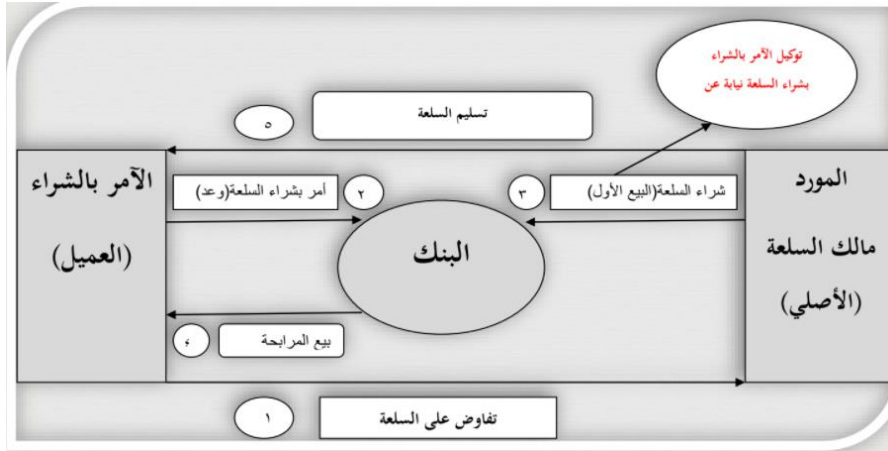 توكيل الآمر بالشراء
بشراء السلعة نيابة عن
تسليم السلعة
٥
المورد
مالك السلعة
(الأصلي)
شراء السلعة(البيع الأول)
٣
٢
أمر بشراء السلعة(وعد)
الآمر بالشراء
(العميل)
البنك
بيع المرابحة
٤
١
تفاوض على السلعة